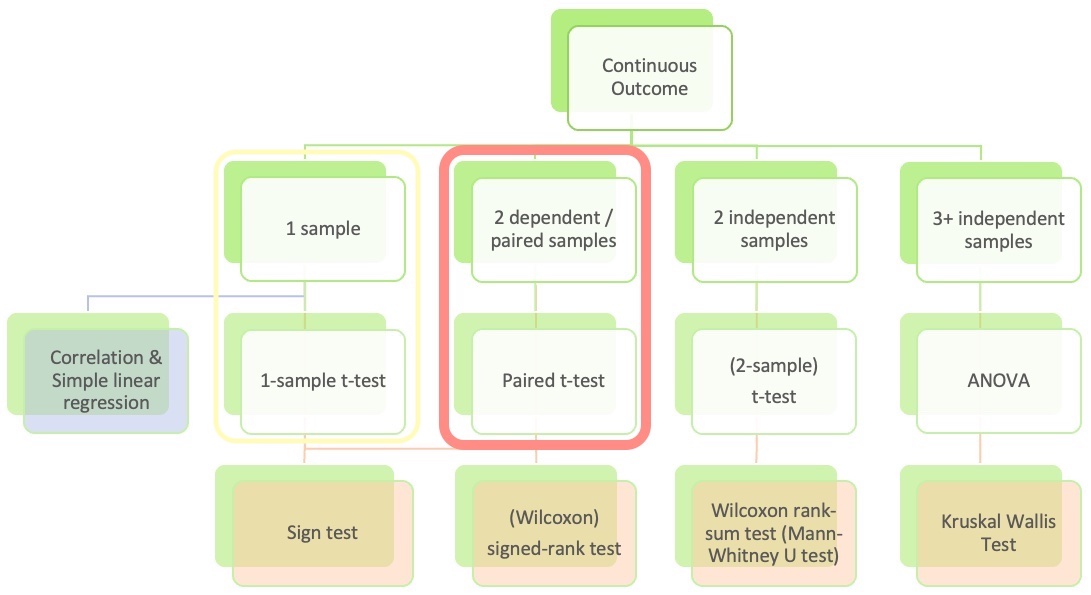 Continuous
Outcome
1 sample
2 dependent /
paired samples
2 independent
samples
3+ independent
samples
Correlation &
Simple linear
regression
1-sample t-test
Paired t-test
(2-sample)
t-test
ANOVA
Sign test
(Wilcoxon)
signed-rank test
Wilcoxon rank-
sum test (Mann-
Whitney U test)
Kruskal Wallis
Test